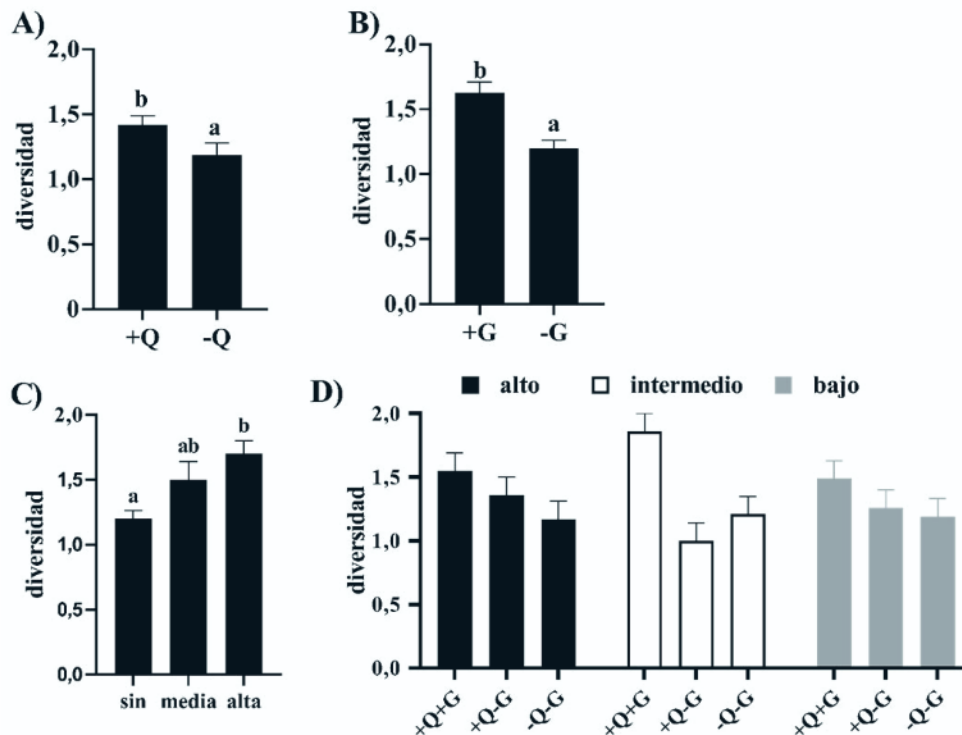 A)
2,0
1,5
1,0
0,5
0
diversidad
b
a
+Q -Q
B)
2,0
1,5
1,0
0,5
0,0
diversidad
b
a
+G -G
C)
2,0
1,5
1,0
0,5
0,0
diversidad
a
ab
b
sin media alta
D)
alto intermedio bajo
2,0
1,5
1,0
0,5
0,0
diversidad
+Q+G +Q-G -Q-G +Q+G +Q-G -Q-G +Q+G +Q-G -Q-G